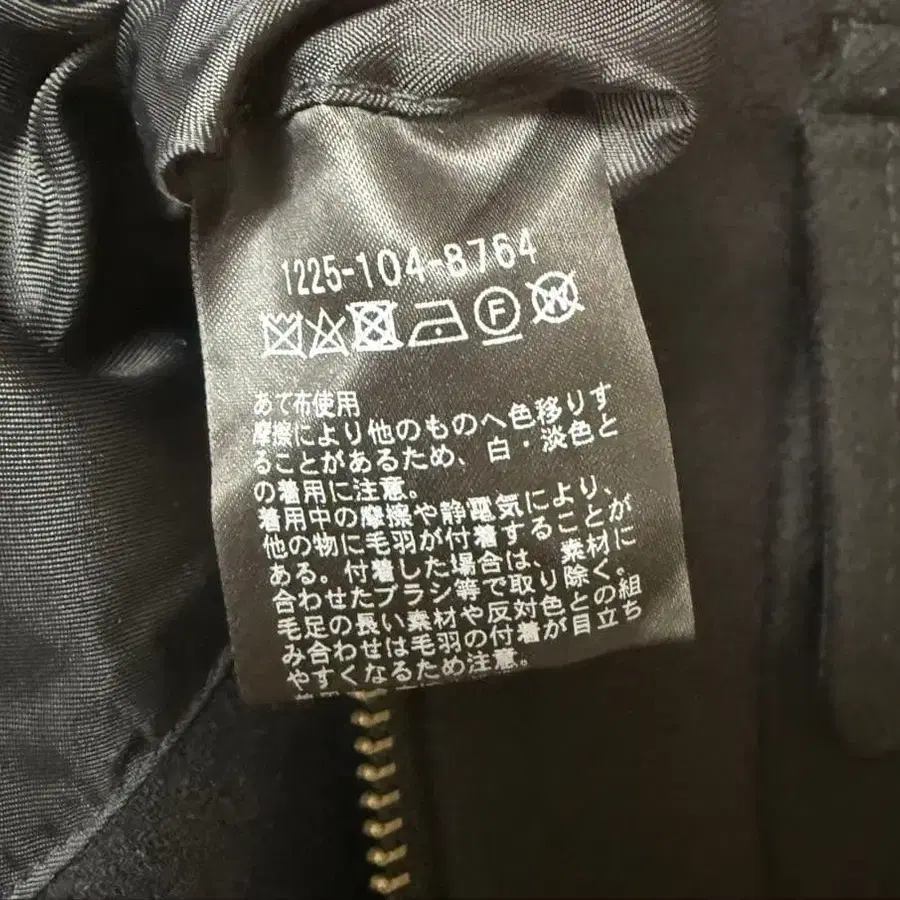 1225-104-8764
F W
あて布使用
摩擦により他のものへ色移りす
ることがあるため、白・淡色と
の着用に注意。
着用中の摩擦や静電気により、
他の物に毛羽が付着することが
ある。付着した場合は、素材に
合わせたブラシ等で取り除く。
毛足の長い素材や反対色との組
み合わせは毛羽の付着が目立ち
やすくなるため注意。